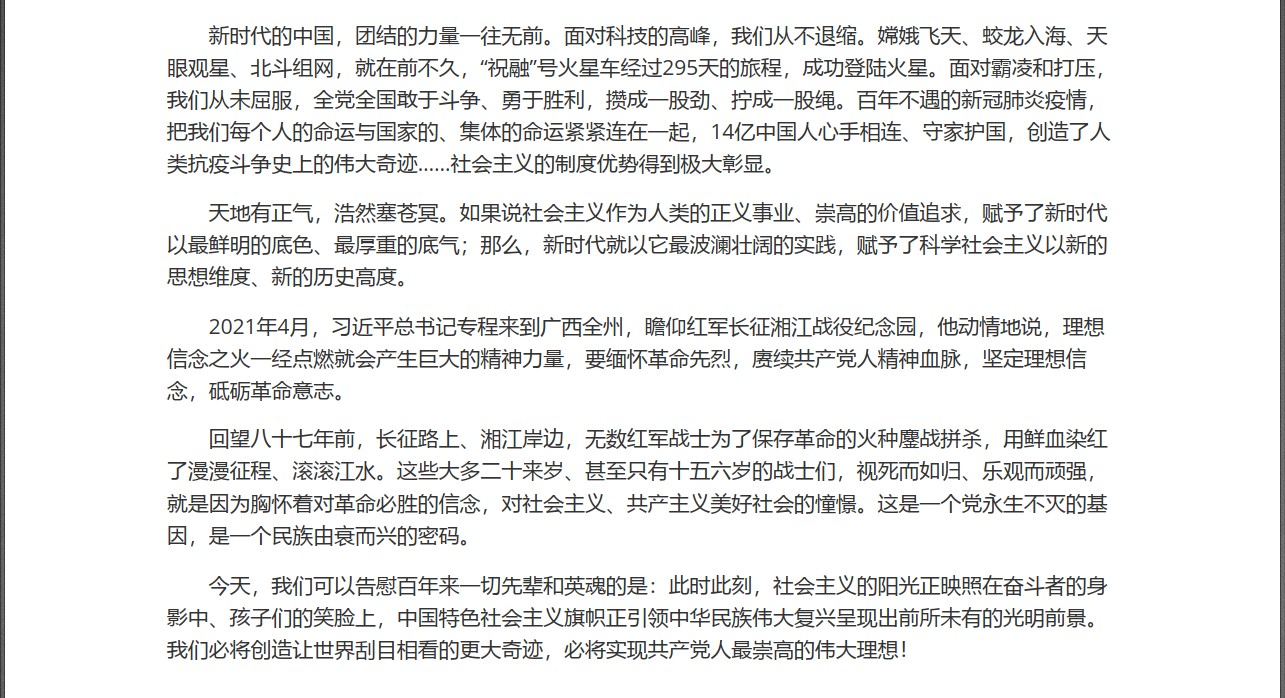 新时代的中国，团结的力量一往无前。面对科技的高峰，我们从不退缩。嫦娥飞天、蛟龙入海、天
眼观星、北斗组网，就在前不久，“祝融”号火星车经过295天的旅程，成功登陆火星。面对霸凌和打压，
我们从未屈服，全党全国敢于斗争、勇于胜利，攒成一股劲、拧成一股绳。百年不遇的新冠肺炎疫情，
把我们每个人的命运与国家的、集体的命运紧紧连在一起，14亿中国人心手相连、守家护国，创造了人
类抗疫斗争史上的伟大奇迹……社会主义的制度优势得到极大彰显。
天地有正气，浩然塞苍冥。如果说社会主义作为人类的正义事业、崇高的价值追求，赋予了新时代
以最鲜明的底色、最厚重的底气；那么，新时代就以它最波澜壮阔的实践，赋予了科学社会主义以新的
思想维度、新的历史高度。
2021年4月，习近平总书记专程来到广西全州，瞻仰红军长征湘江战役纪念园，他动情地说，理想
信念之火一经点燃就会产生巨大的精神力量，要缅怀革命先烈，赓续共产党人精神血脉，坚定理想信
念，砥砺革命意志。
回望八十七年前，长征路上、湘江岸边，无数红军战士为了保存革命的火种鏖战拼杀，用鲜血染红
了漫漫征程、滚滚江水。这些大多二十来岁、甚至只有十五六岁的战士们，视死而如归、乐观而顽强，
就是因为胸怀着对革命必胜的信念，对社会主义、共产主义美好社会的憧憬。这是一个党永生不灭的基
因，是一个民族由衰而兴的密码。
今天，我们可以告慰百年来一切先辈和英魂的是：此时此刻，社会主义的阳光正映照在奋斗者的身
影中、孩子们的笑脸上，中国特色社会主义旗帜正引领中华民族伟大复兴呈现出前所未有的光明前景。
我们必将创造让世界刮目相看的更大奇迹，必将实现共产党人最崇高的伟大理想！